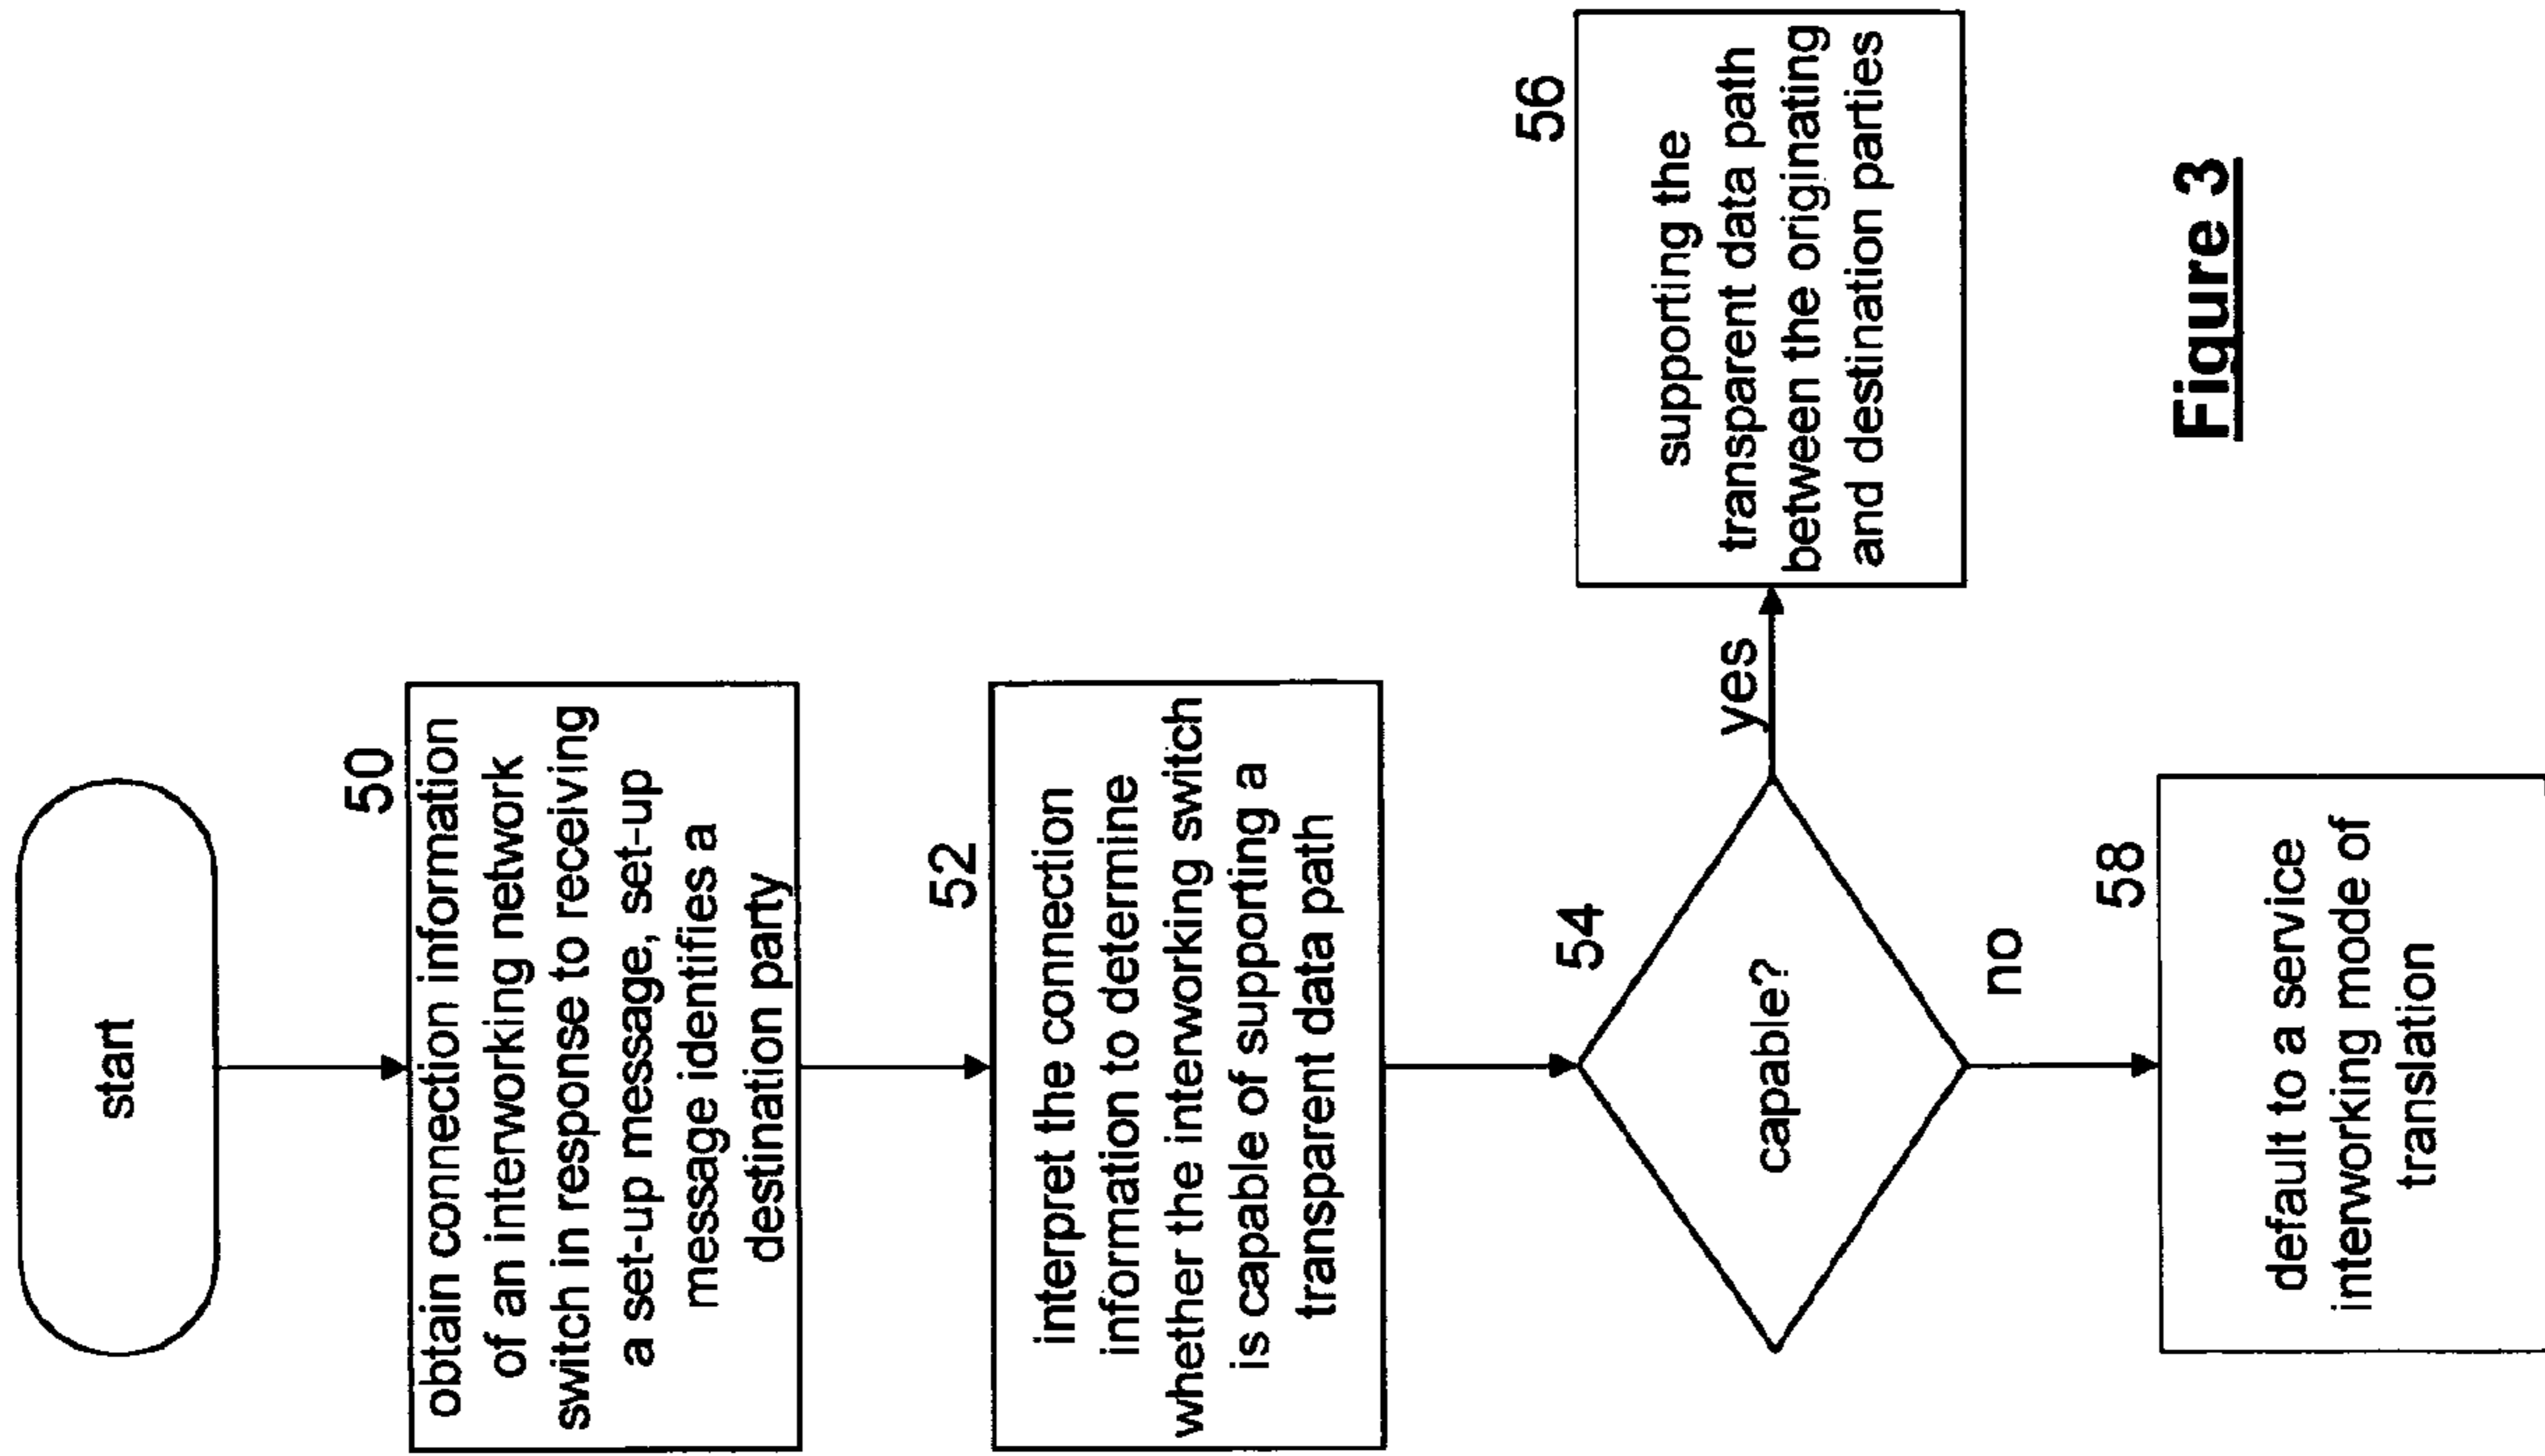 start
50
obtain connection information
of an interworking network
switch in response to receiving
a set-up message, set-up
message identifies a
destination party
52
interpret the connection
information to determine
whether the interworking switch
is capable of supporting a
transparent data path
54
capable?
yes
56
supporting the
transparent data path
between the originating
and destination parties
no
58
default to a service
interworking mode of
translation
Figure 3